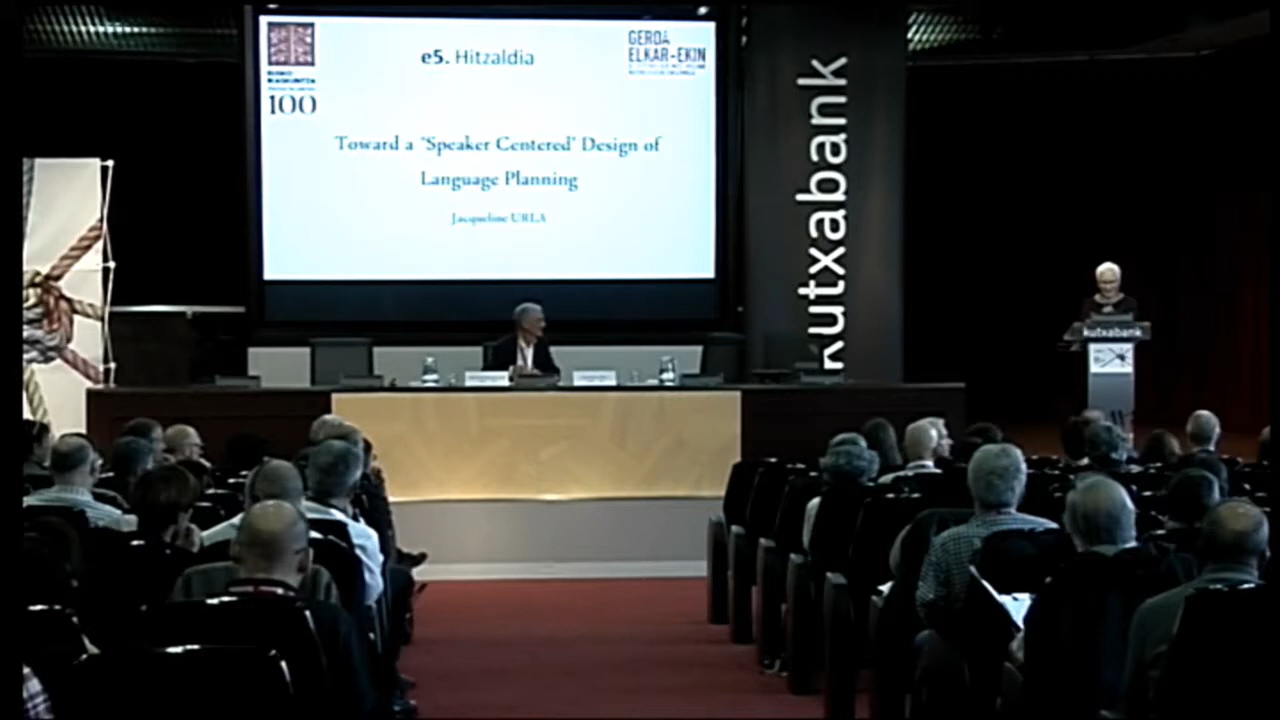 e5. Hitzaldia
GEROA
ELKAR-EKIN
100
Toward a "Speaker Centered" Design of
Language Planning
Jacqueline URLA
kutxabank
kutxabank